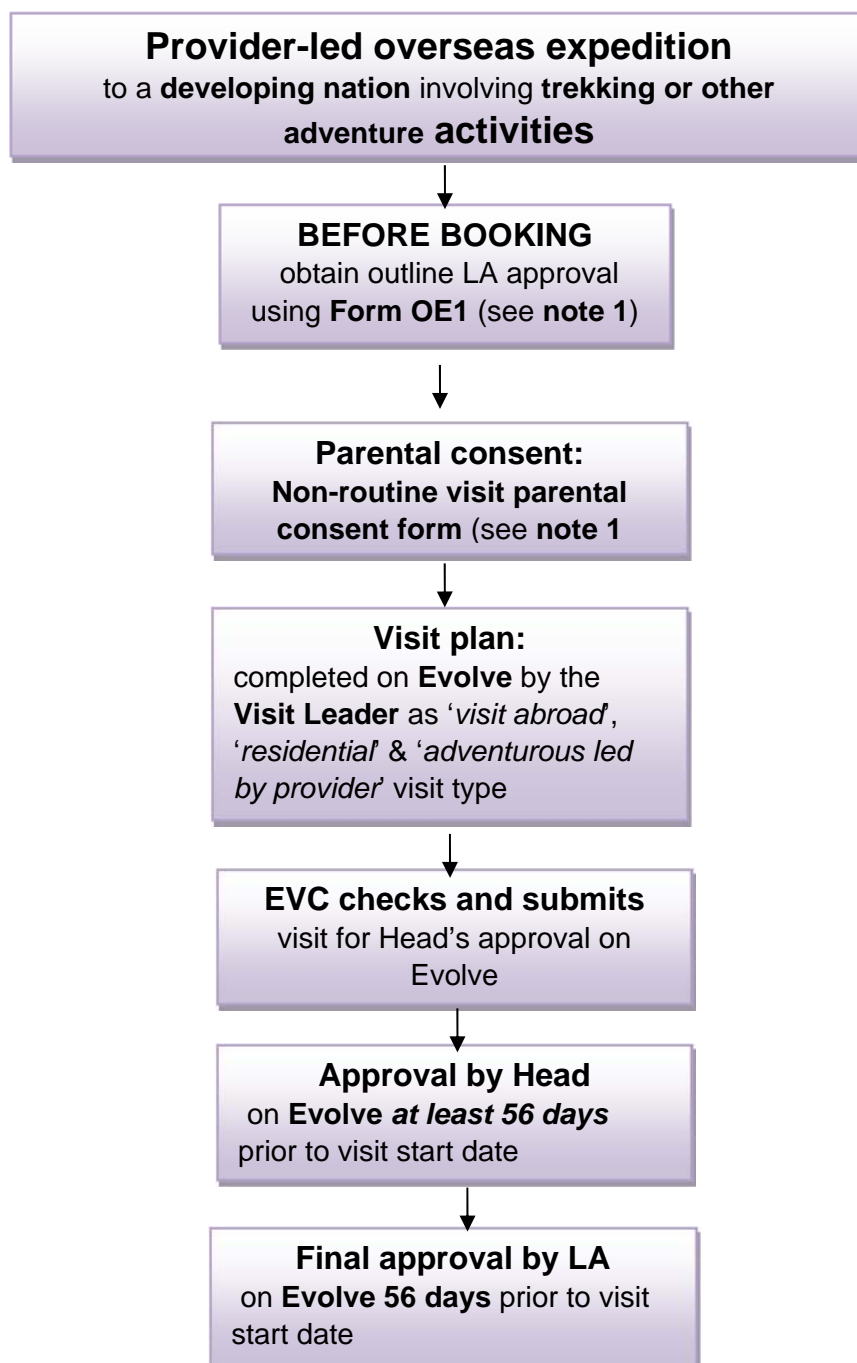 Provider-led overseas expedition
to a developing nation involving trekking or other
adventure activities
BEFORE BOOKING
obtain outline LA approval
using Form OE1 (see note 1)
Parental consent:
Non-routine visit parental
consent form (see note 1
Visit plan:
completed on Evolve by the
Visit Leader as ‘visit abroad’,
‘residential’ & ‘adventurous led
by provider’ visit type
EVC checks and submits
visit for Head’s approval on
Evolve
Approval by Head
on Evolve at least 56 days
prior to visit start date
Final approval by LA
on Evolve 56 days prior to visit
start date